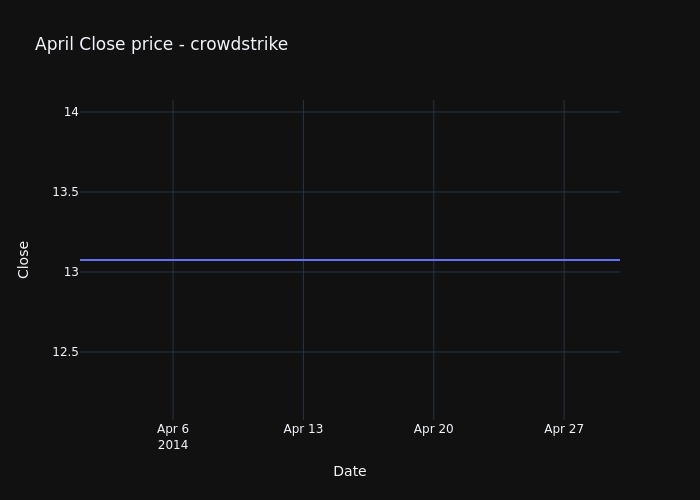 April Close price - crowdstrike
14
13.5
13
12.5
Close
Apr 6
2014
Apr 13
Apr 20
Apr 27
Date